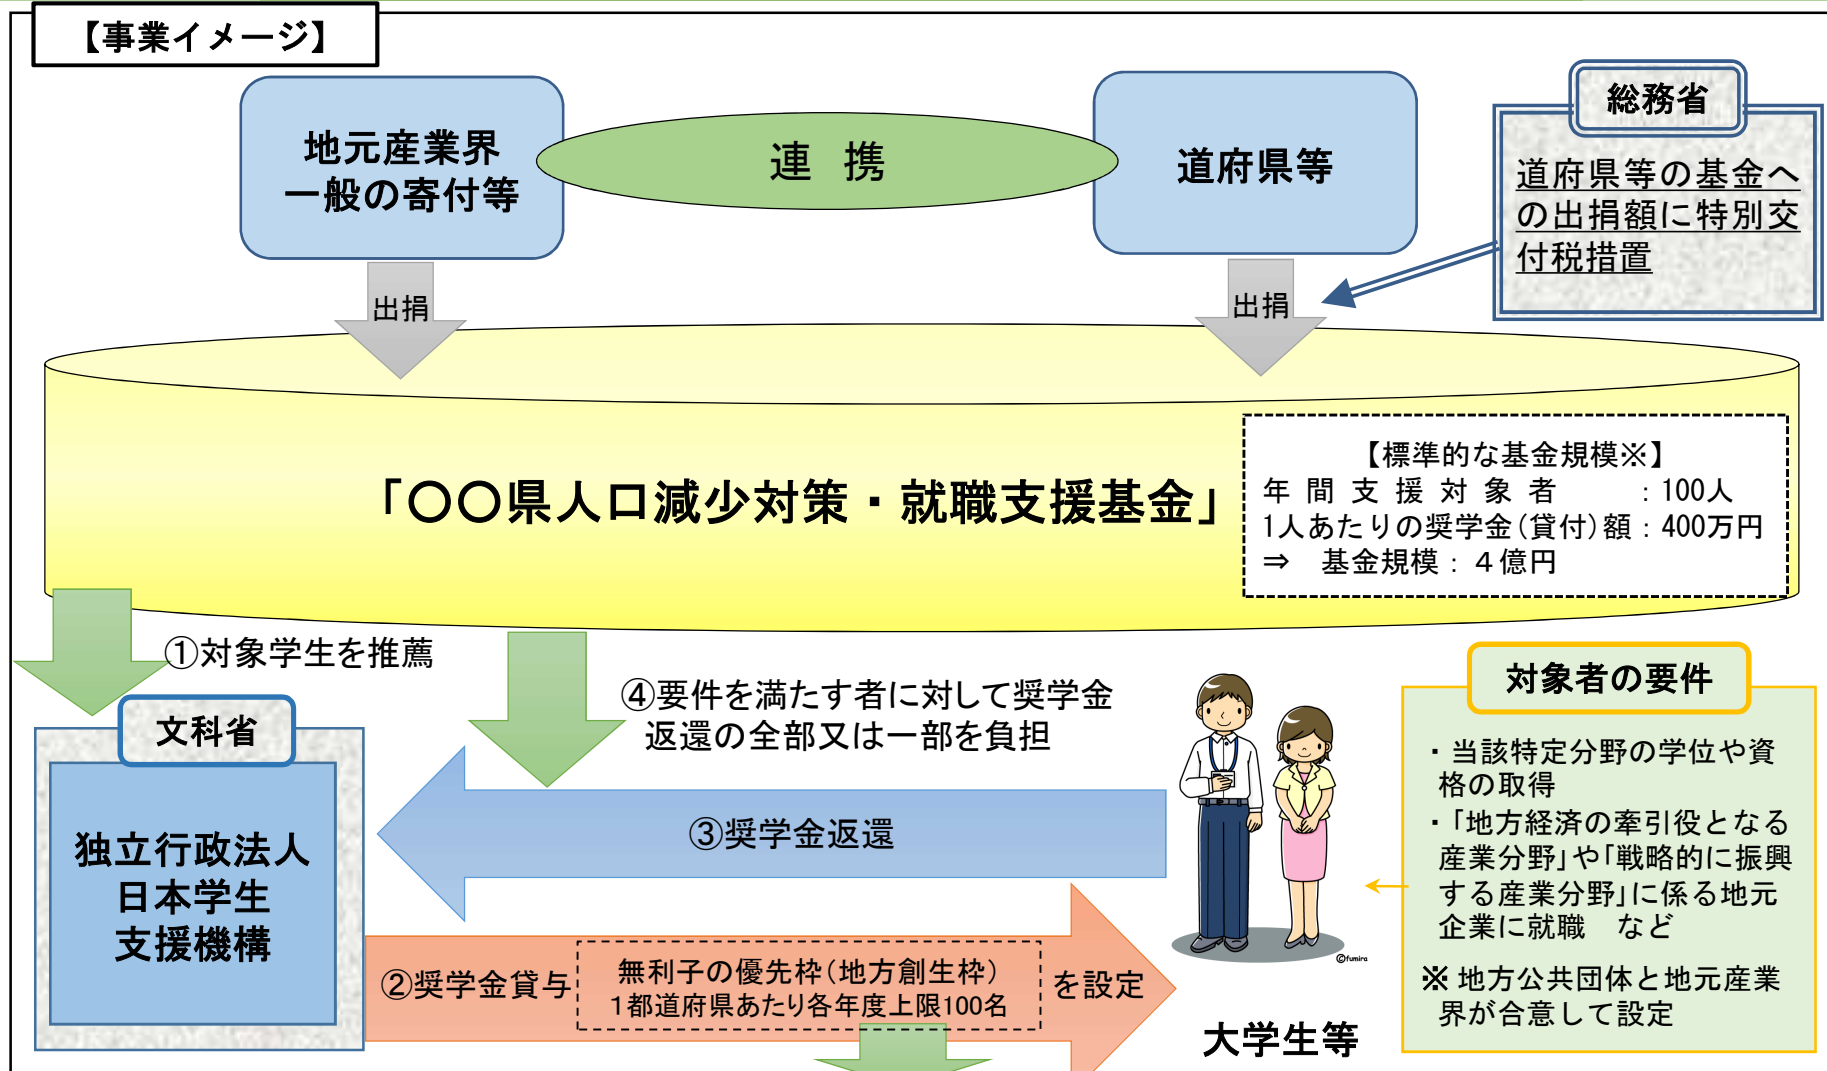 【事業イメージ】
地元産業界
一般の寄付等
連 携
道府県等
総務省
道府県等の基金へ
の出捐額に特別交
付税措置
出捐
出捐
「〇〇県人口減少対策・就職支援基金」
【標準的な基金規模※】
年 間 支 援 対 象 者 ：100人
1人あたりの奨学金（貸付）額：400万円
⇒ 基金規模：４億円
①対象学生を推薦
④要件を満たす者に対して奨学金
返還の全部又は一部を負担
文科省
独立行政法人
日本学生
支援機構
③奨学金返還
②奨学金貸与
無利子の優先枠（地方創生枠）
１都道府県あたり各年度上限100名
を設定
©fumira
大学生等
対象者の要件
・当該特定分野の学位や資
格の取得
・「地方経済の牽引役となる
産業分野」や「戦略的に振興
する産業分野」に係る地元
企業に就職 など
※ 地方公共団体と地元産業
界が合意して設定